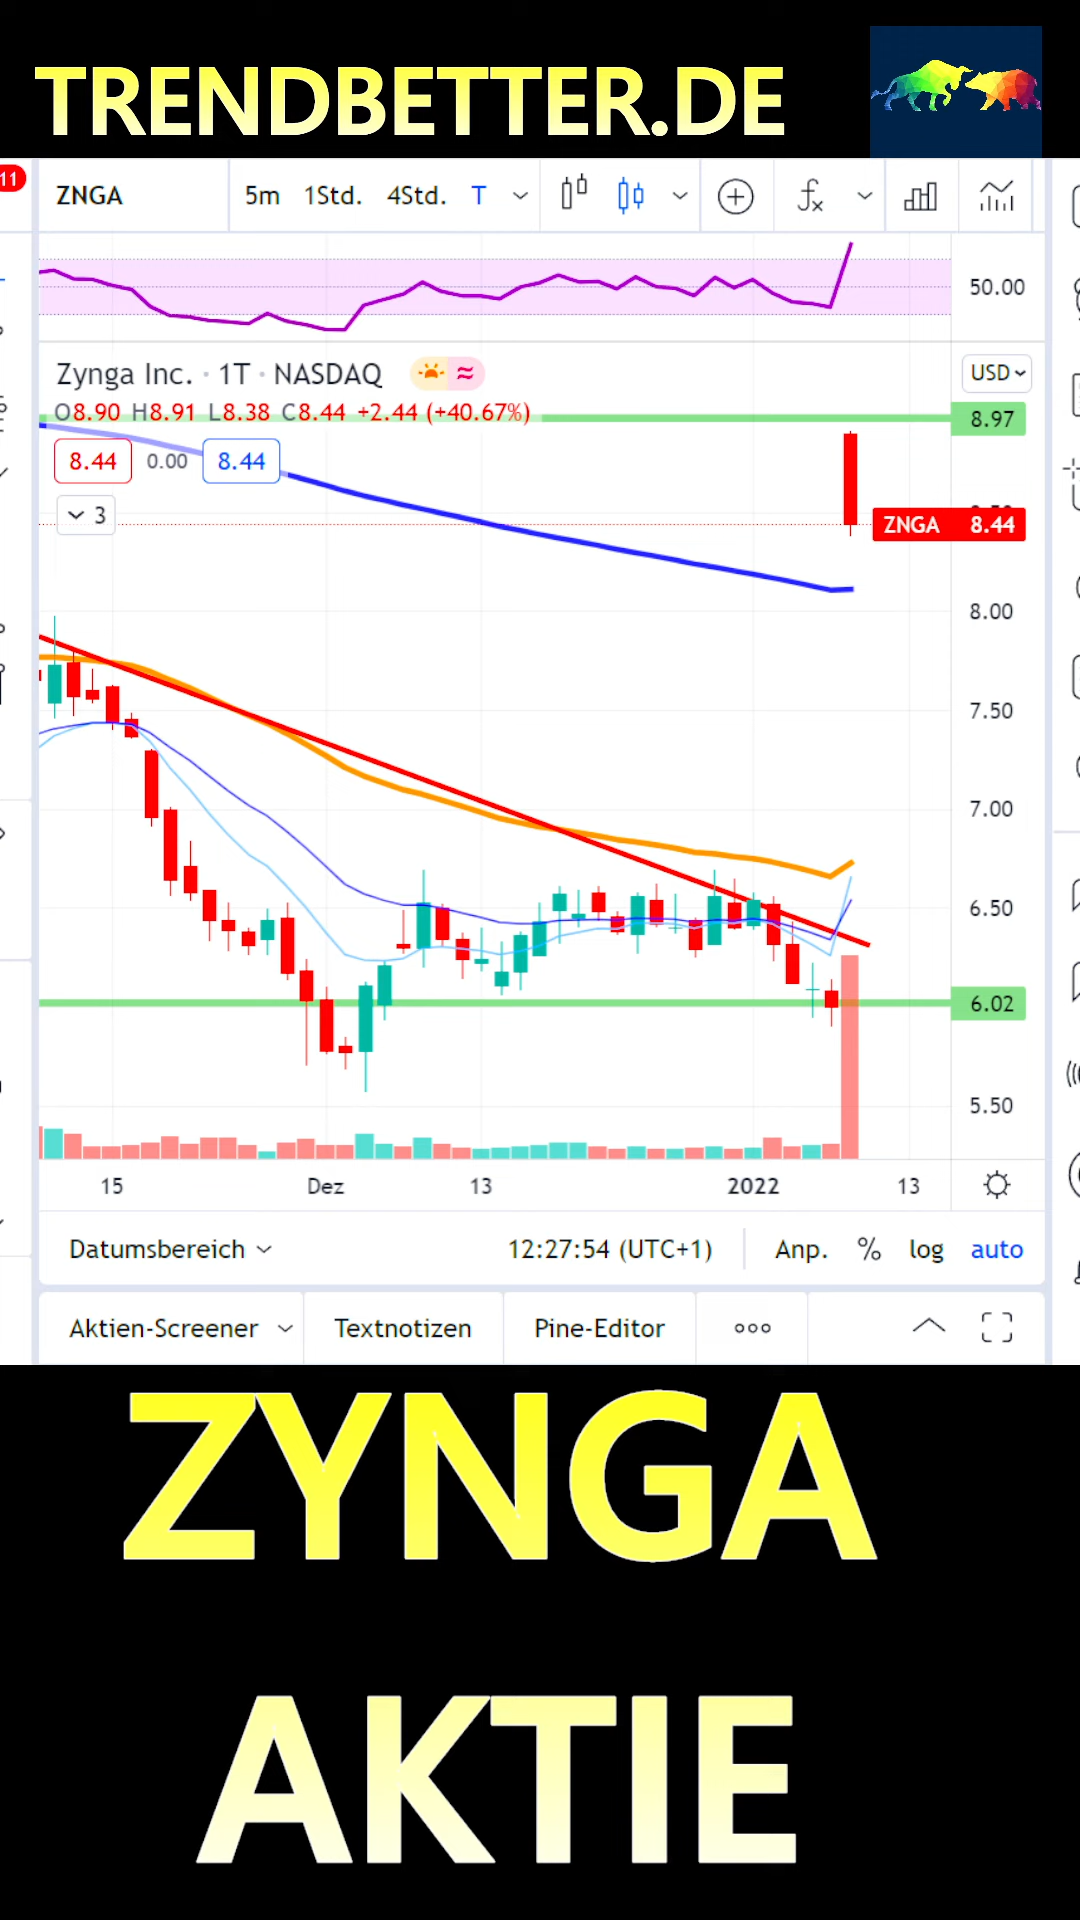 TRENDBETTER.DE
11
ZNGA
5m 1Std. 4Std. T
50.00
Zynga Inc. · 1T · NASDAQ
USD
O8.90 H8.91 L8.38 C8.44 +2.44 (+40.67%)
8.97
8.44 0.00 8.44
3
ZNGA 8.44
8.00
7.50
7.00
6.50
6.02
5.50
15 Dez 13 2022 13
Datumsbereich 12:27:54 (UTC+1) Anp. % log auto
Aktien-Screener Textnotizen Pine-Editor
ZYNGA
AKTIE